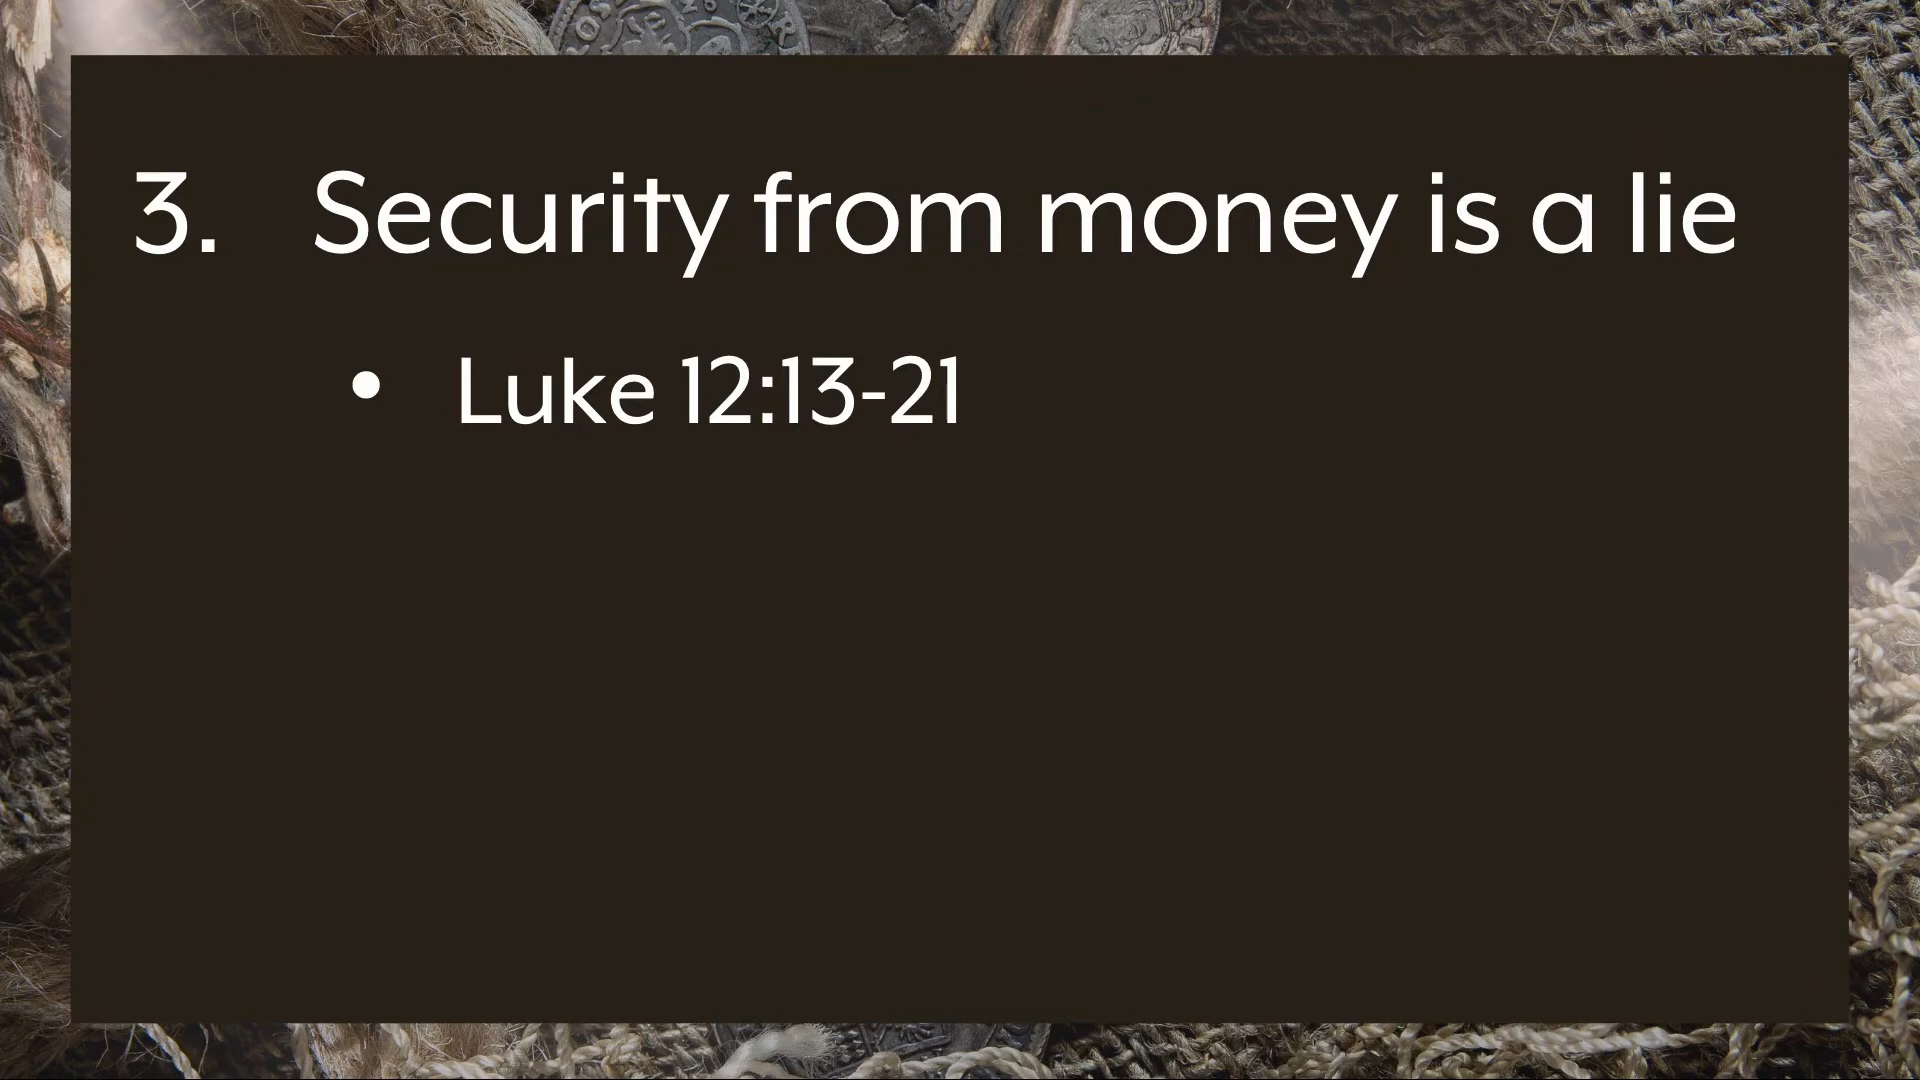 3. Security from money is a lie
• Luke 12:13-21